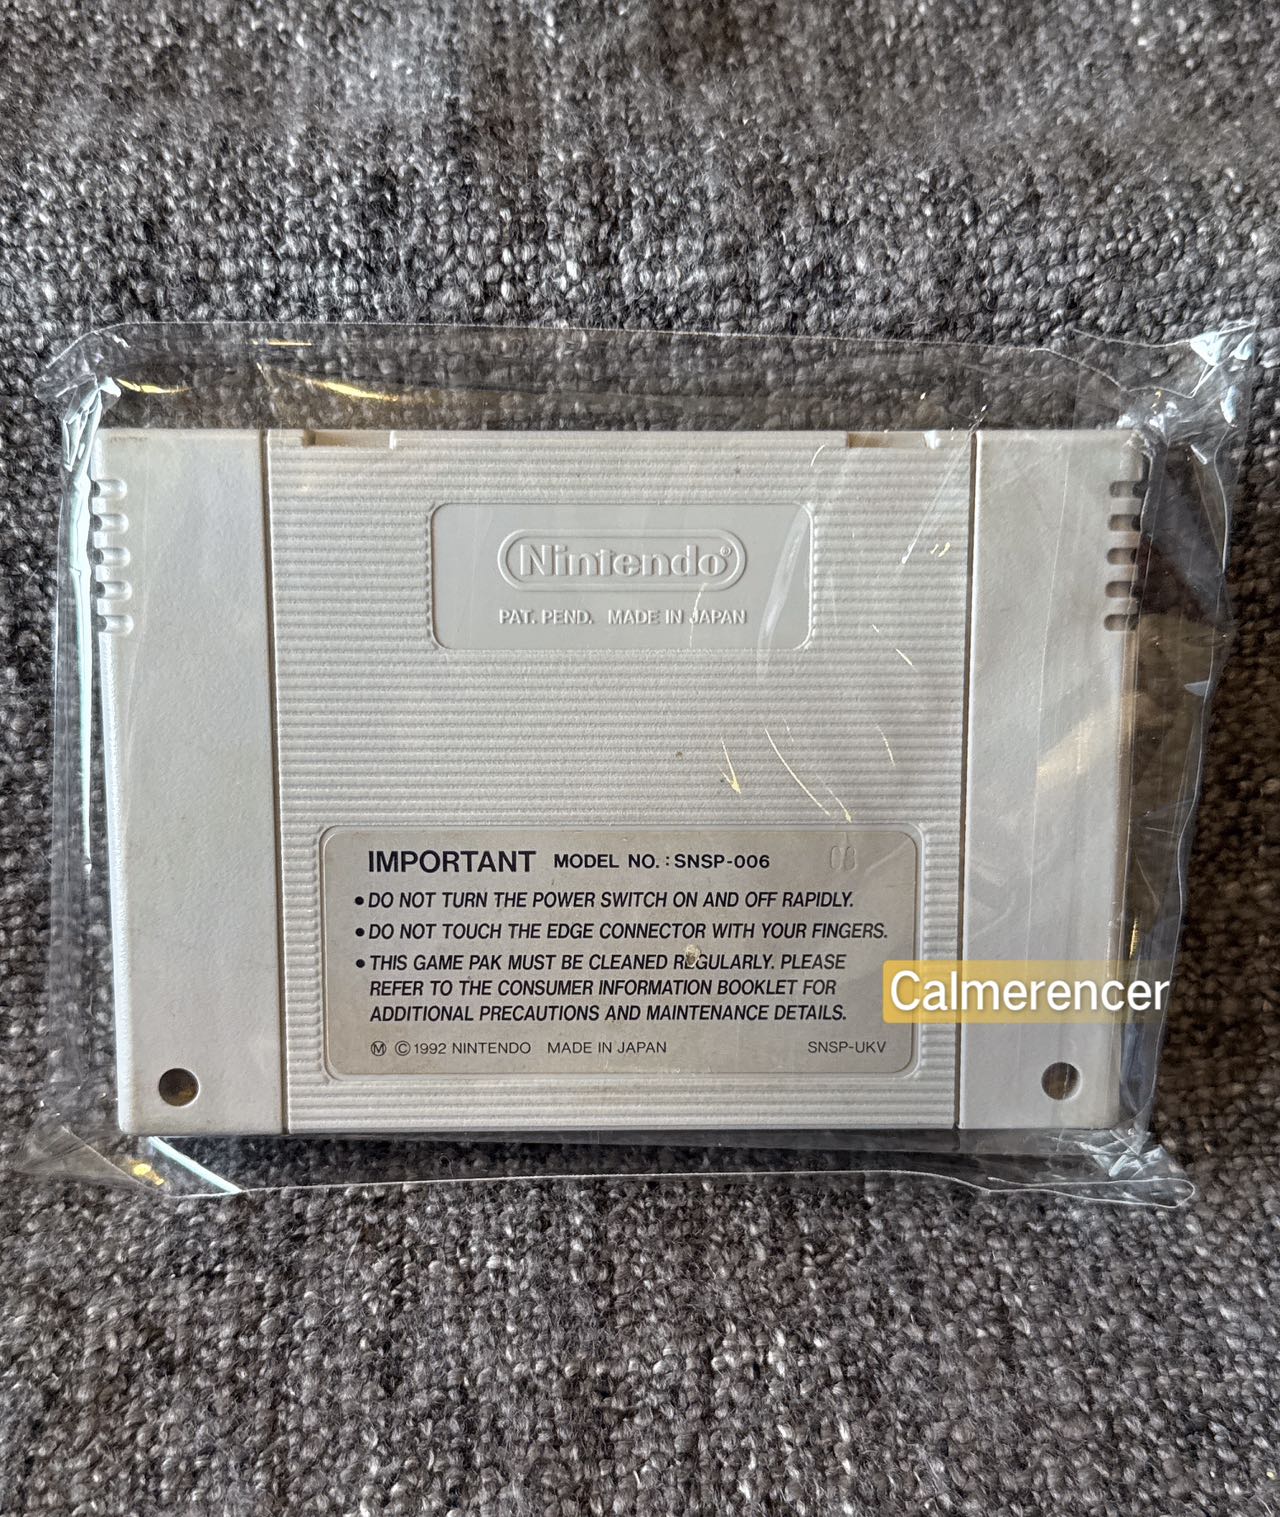 Nintendo®
PAT. PEND. MADE IN JAPAN
IMPORTANT MODEL NO. : SNSP-006 08
• DO NOT TURN THE POWER SWITCH ON AND OFF RAPIDLY.
• DO NOT TOUCH THE EDGE CONNECTOR WITH YOUR FINGERS.
• THIS GAME PAK MUST BE CLEANED REGULARLY. PLEASE
REFER TO THE CONSUMER INFORMATION BOOKLET FOR
ADDITIONAL PRECAUTIONS AND MAINTENANCE DETAILS.
Ⓜ © 1992 NINTENDO MADE IN JAPAN SNSP-UKV
Calmerencer